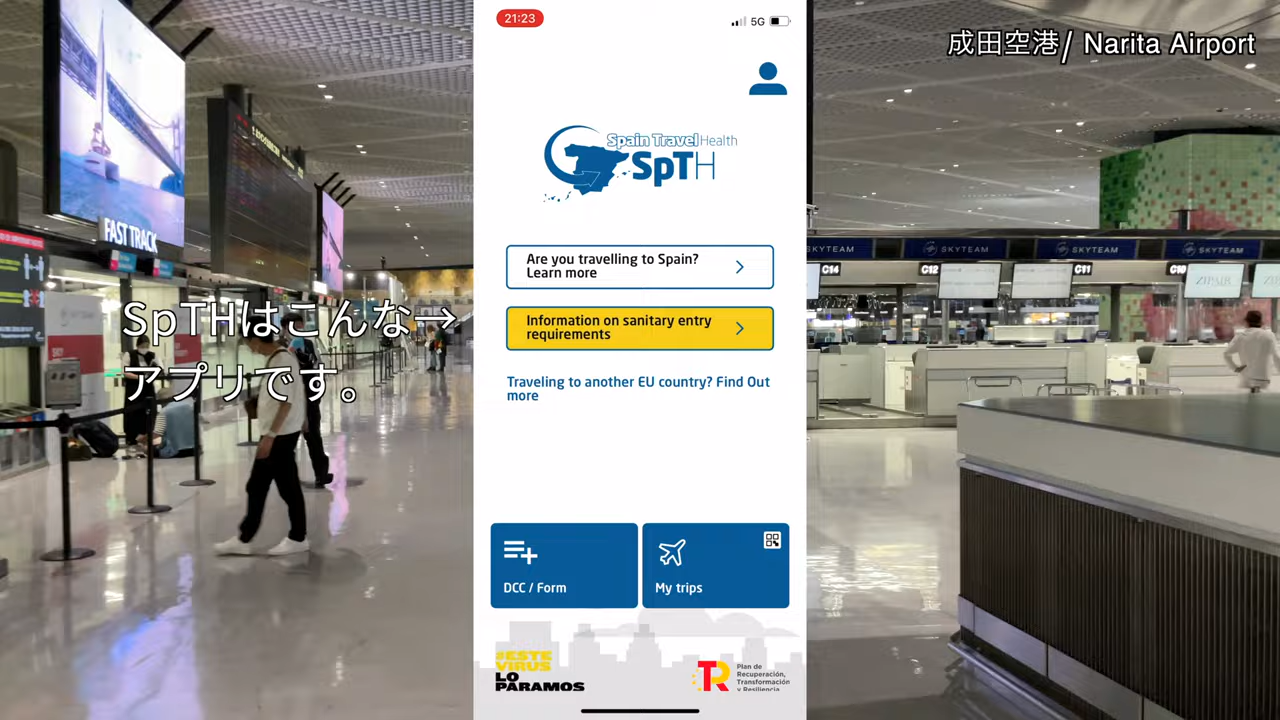 成田空港/ Narita Airport
FAST TRACK
SpTHはこんな→
アプリです。
21:23
5G
Spain TravelHealth
SpTH
Are you travelling to Spain?
Learn more
Information on sanitary entry
requirements
Traveling to another EU country? Find Out
more
DCC / Form
My trips
#ESTE
VIRUS
LO
PARAMOS
Plan de
Recuperación,
Transformación
y Resiliencia
SKYTEAM
SKYTEAM
SKYTEAM
SKYTEAM
C14
C12
C11
C10
ZIPAIR